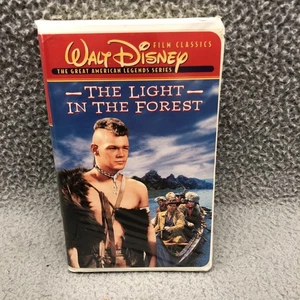 FILM CLASSICS
WALT DISNEY
THE GREAT AMERICAN LEGENDS SERIES
THE LIGHT
IN THE FOREST